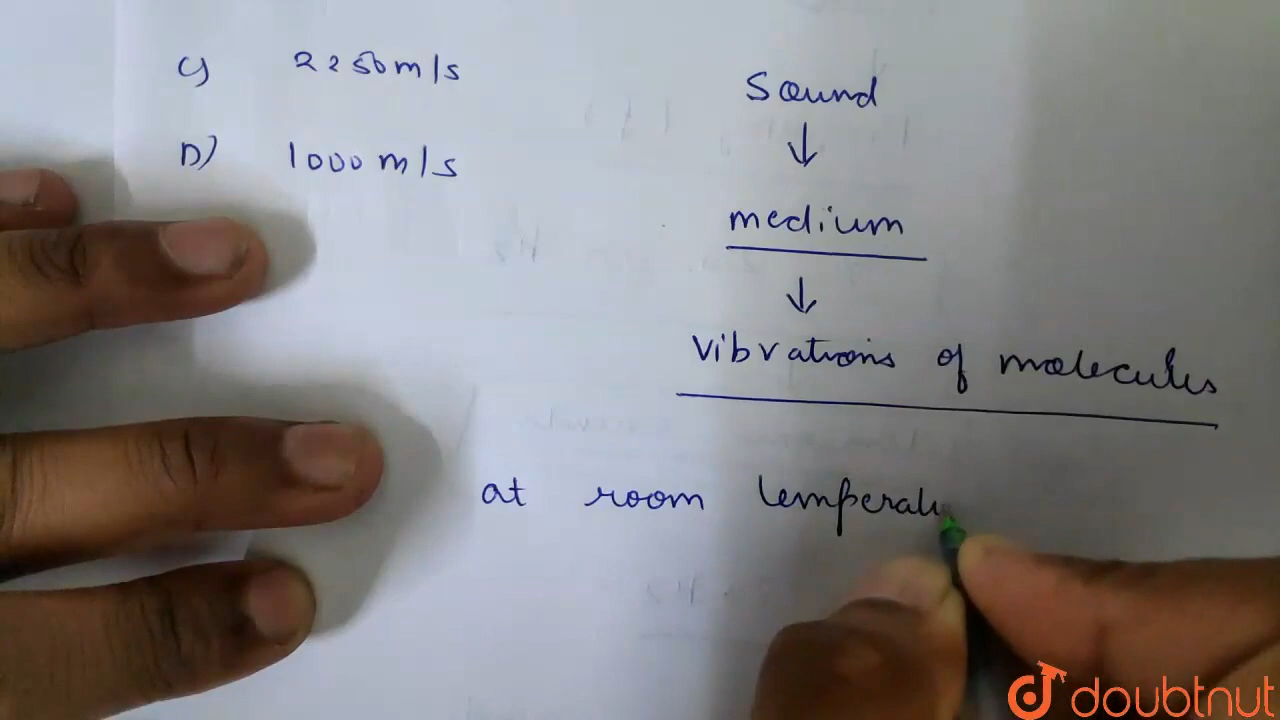 C) 2250 m/s
D) 1000 m/s
Sound
↓
medium
↓
Vibrations of molecules
at room temperatu
doubtnut